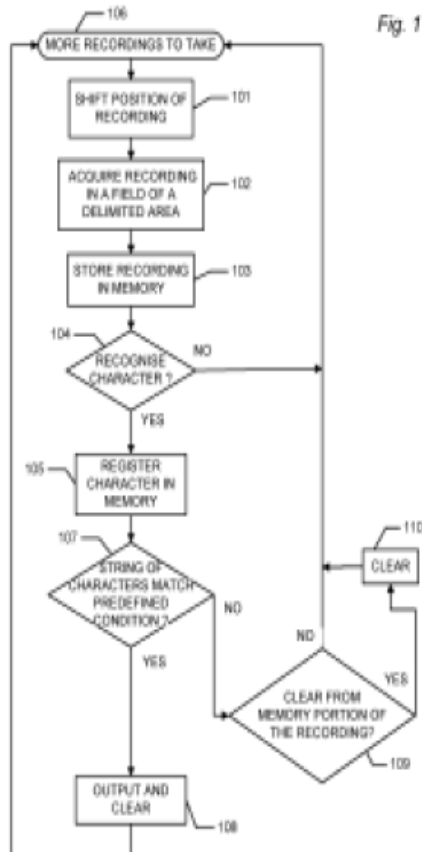 Fig. 1
106
MORE RECORDINGS TO TAKE
SHIFT POSITION OF
RECORDING
101
ACQUIRE RECORDING
IN A FIELD OF A
DELIMITED AREA
102
STORE RECORDING
IN MEMORY
103
104
RECOGNISE
CHARACTER ?
NO
YES
105
REGISTER
CHARACTER IN
MEMORY
107
STRING OF
CHARACTERS MATCH
PREDEFINED
CONDITION ?
NO
YES
110
CLEAR
NO
YES
CLEAR FROM
MEMORY PORTION OF
THE RECORDING?
109
OUTPUT AND
CLEAR
108